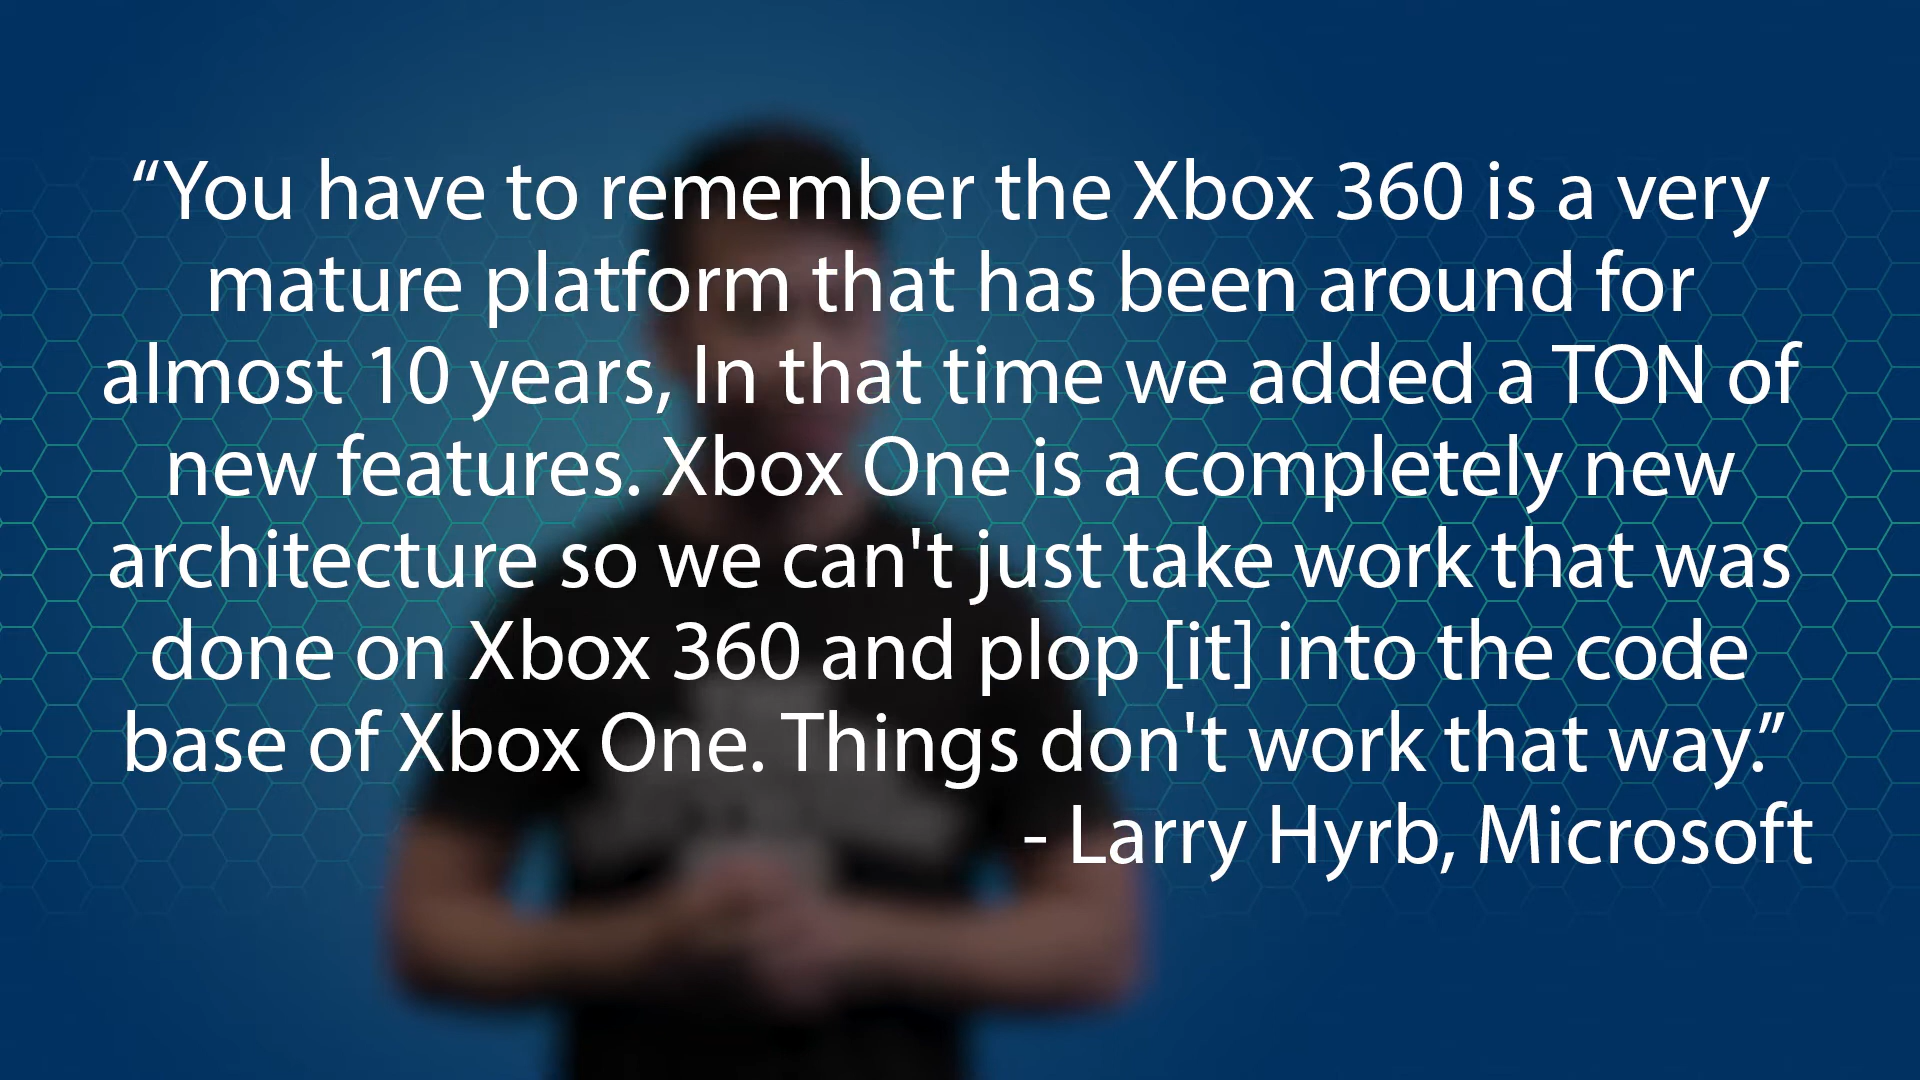 “You have to remember the Xbox 360 is a very
mature platform that has been around for
almost 10 years, In that time we added a TON of
new features. Xbox One is a completely new
architecture so we can't just take work that was
done on Xbox 360 and plop [it] into the code
base of Xbox One. Things don't work that way.”
- Larry Hyrb, Microsoft